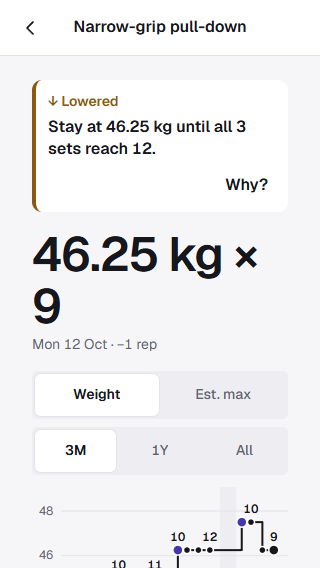 Narrow-grip pull-down
↓ Lowered
Stay at 46.25 kg until all 3
sets reach 12.
Why?
46.25 kg ×
9
Mon 12 Oct · −1 rep
Weight Est. max
3M 1Y All
48 10
10 12 9
46
10 11